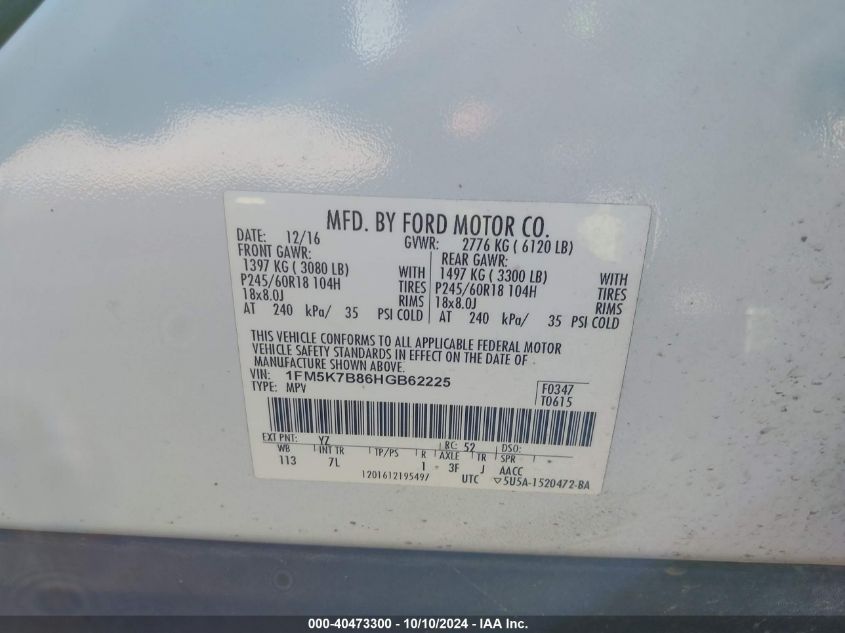 MFD. BY FORD MOTOR CO.
DATE: 12/16 GVWR: 2776 KG ( 6120 LB)
FRONT GAWR: REAR GAWR:
1397 KG ( 3080 LB) WITH 1497 KG ( 3300 LB) WITH
P245/60R18 104H TIRES P245/60R18 104H TIRES
18x8.0J RIMS 18x8.0J RIMS
AT 240 kPa/ 35 PSI COLD AT 240 kPa/ 35 PSI COLD
THIS VEHICLE CONFORMS TO ALL APPLICABLE FEDERAL MOTOR
VEHICLE SAFETY STANDARDS IN EFFECT ON THE DATE OF
MANUFACTURE SHOWN ABOVE.
VIN: 1FM5K7B86HGB62225 F0347
TYPE: MPV T0615
EXT PNT: YZ RC: 52 DSO:
WB INT TR TP/PS R AXLE TR SPR
113 7L 1 3F J AACC
UTC ▽5U5A-1520472-BA
000-40473300 - 10/10/2024 - IAA Inc.